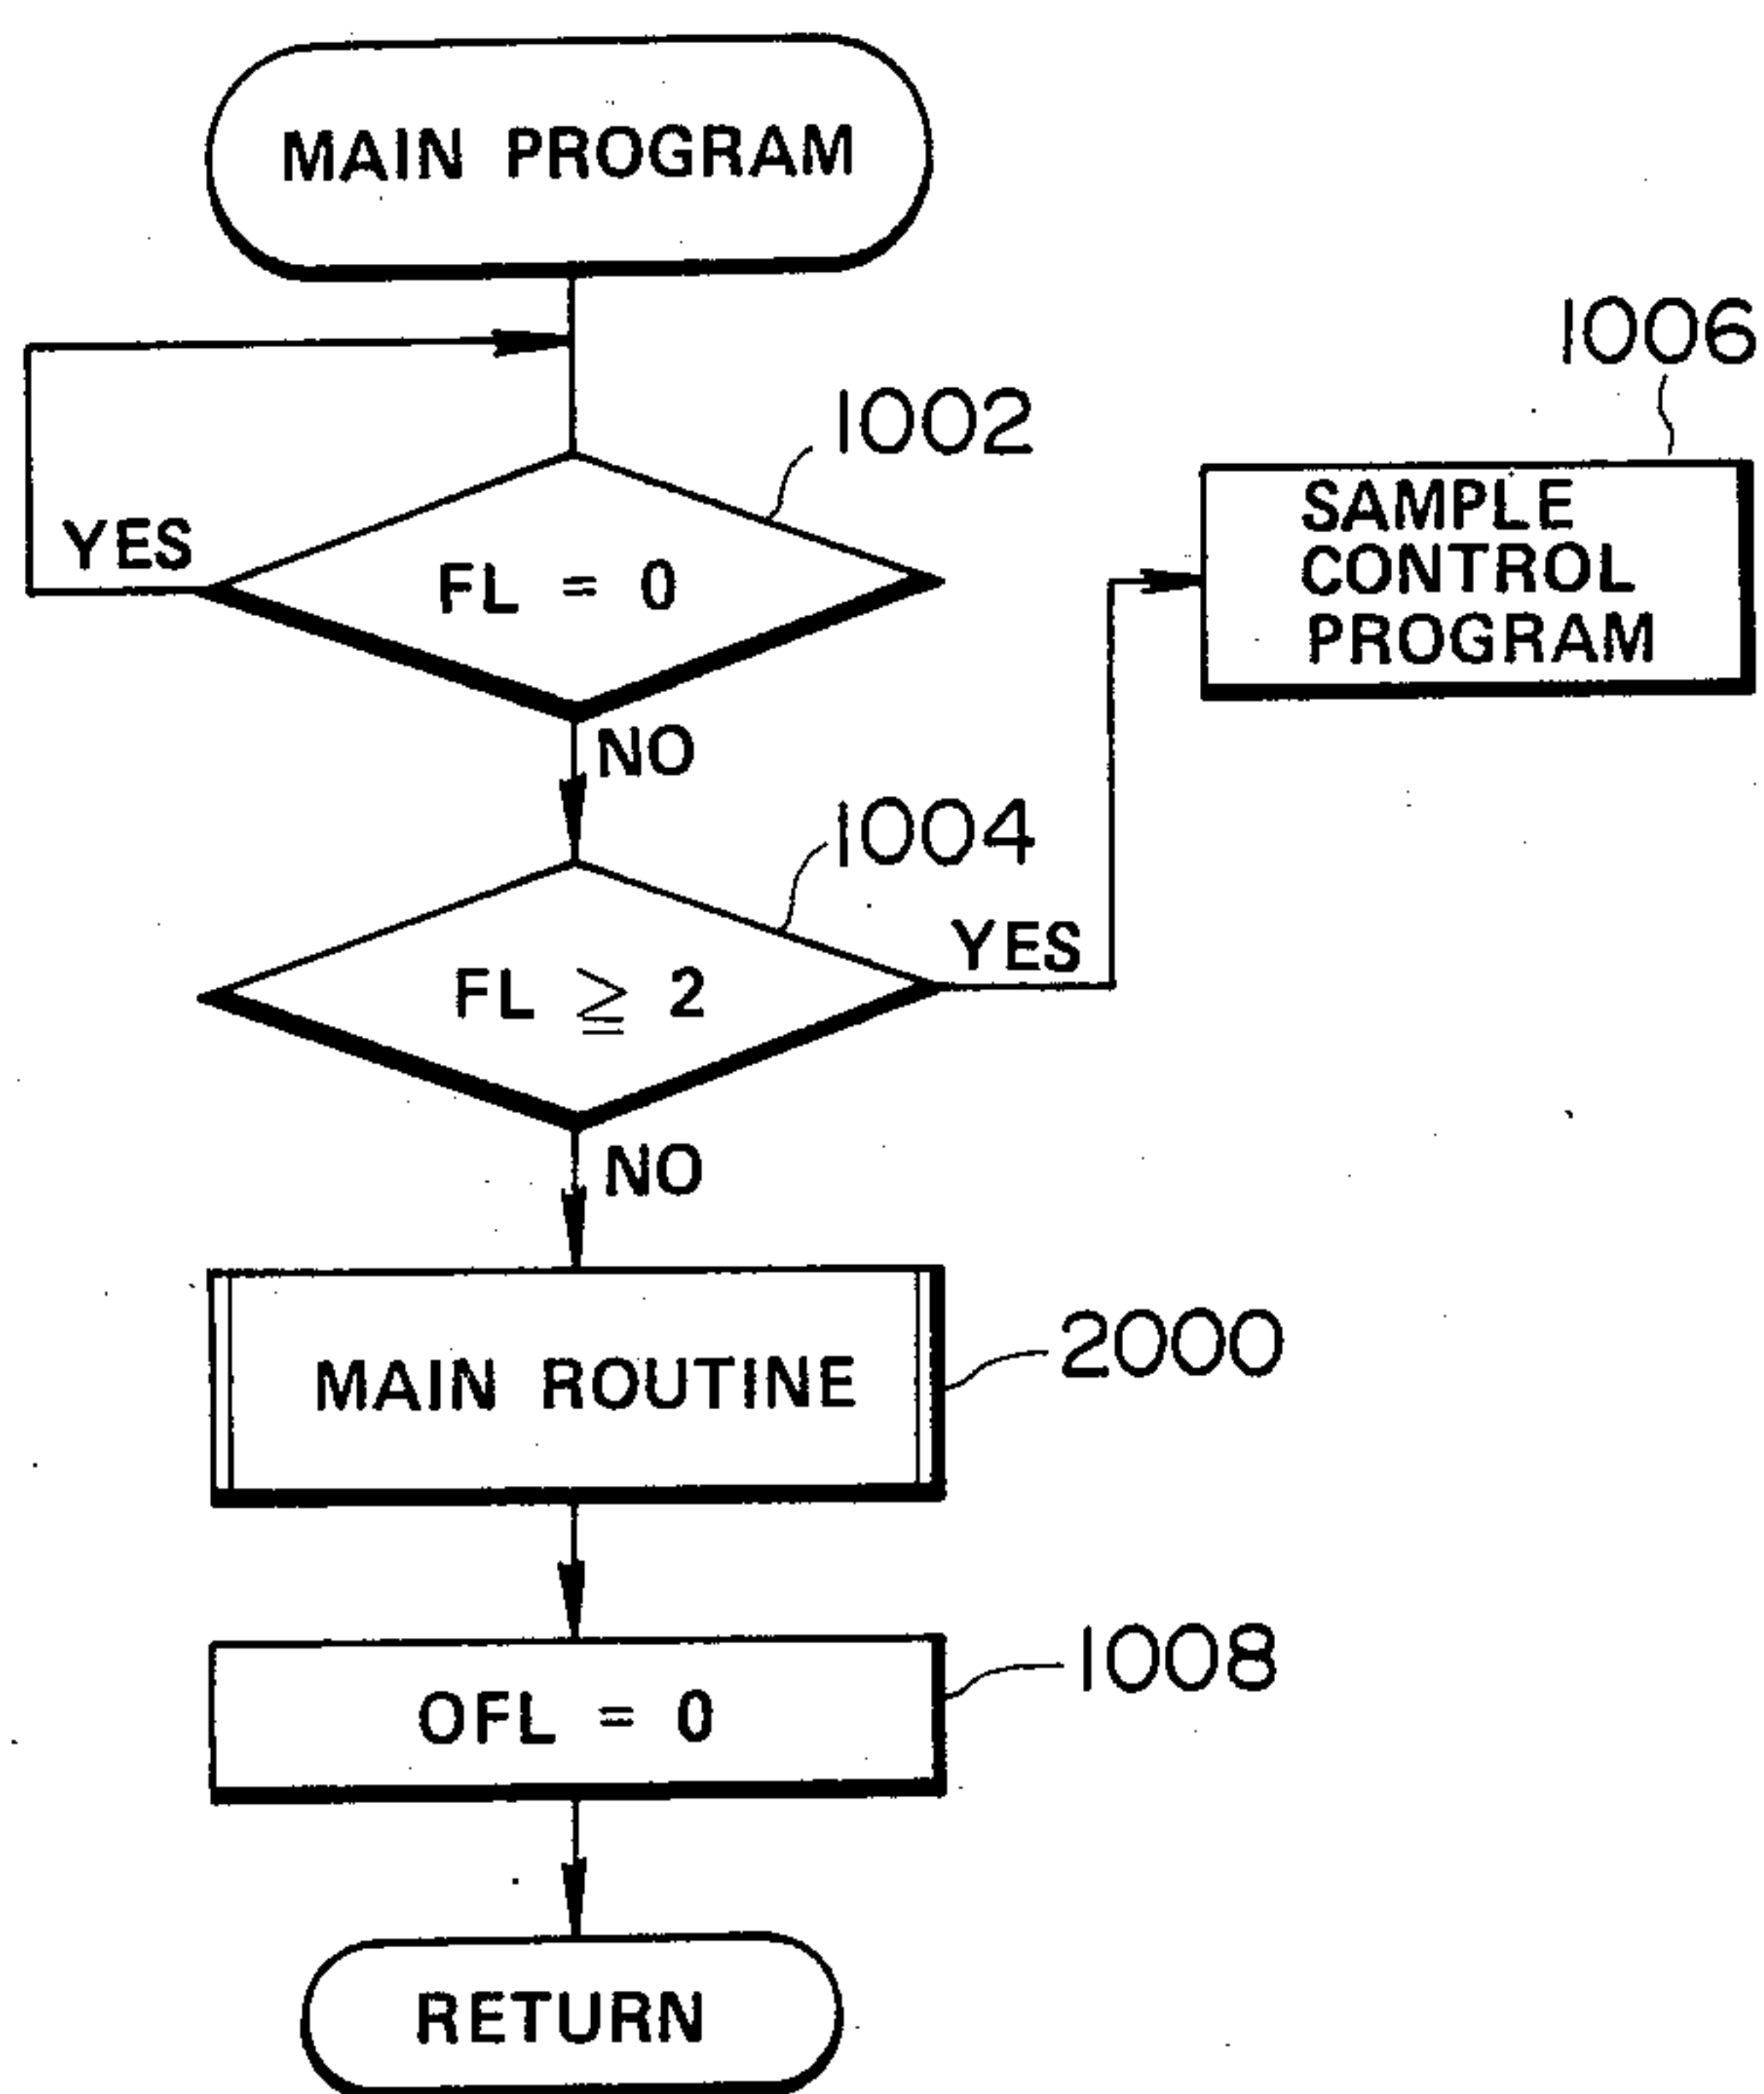 MAIN PROGRAM
1006
1002
SAMPLE
CONTROL
PROGRAM
YES
FL = 0
NO
1004
YES
FL ≧ 2
NO
2000
MAIN ROUTINE
1008
OFL = 0
RETURN